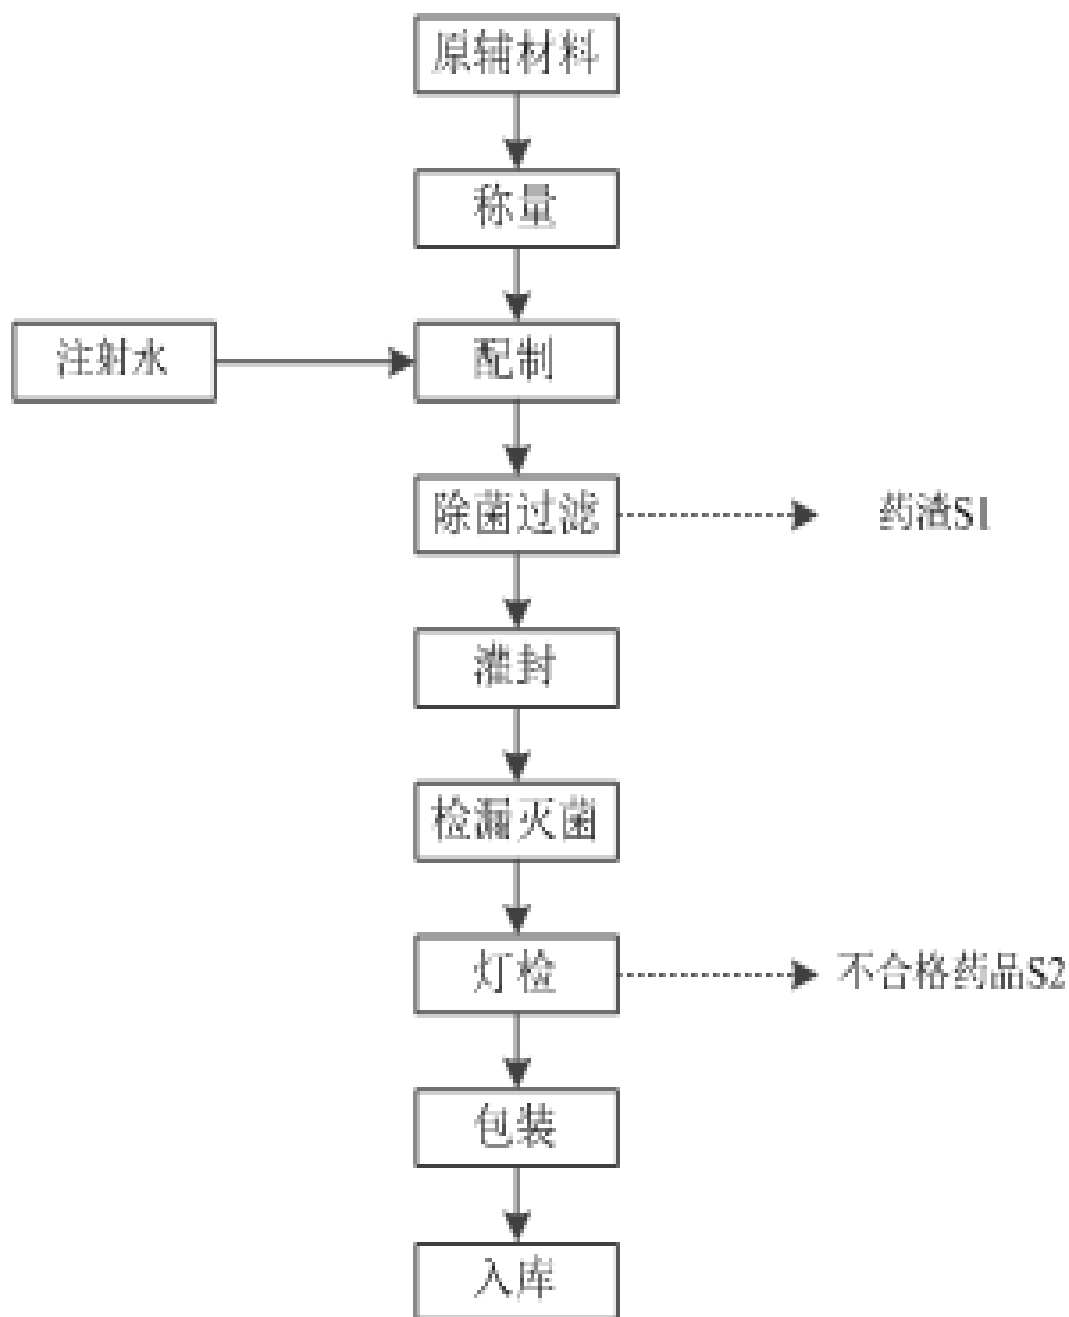 原辅材料
称量
注射水
配制
除菌过滤
药渣S1
灌封
检漏灭菌
灯检
不合格药品S2
包装
入库